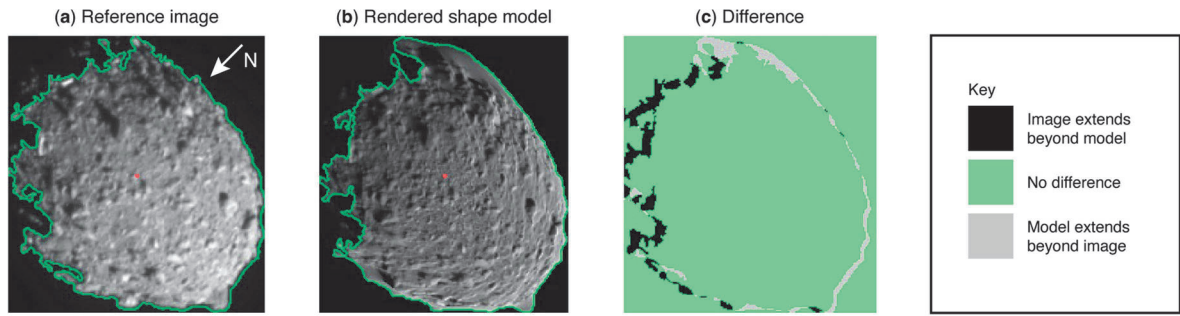 (a) Reference image
(b) Rendered shape model
(c) Difference
N
Key
Image extends
beyond model
No difference
Model extends
beyond image